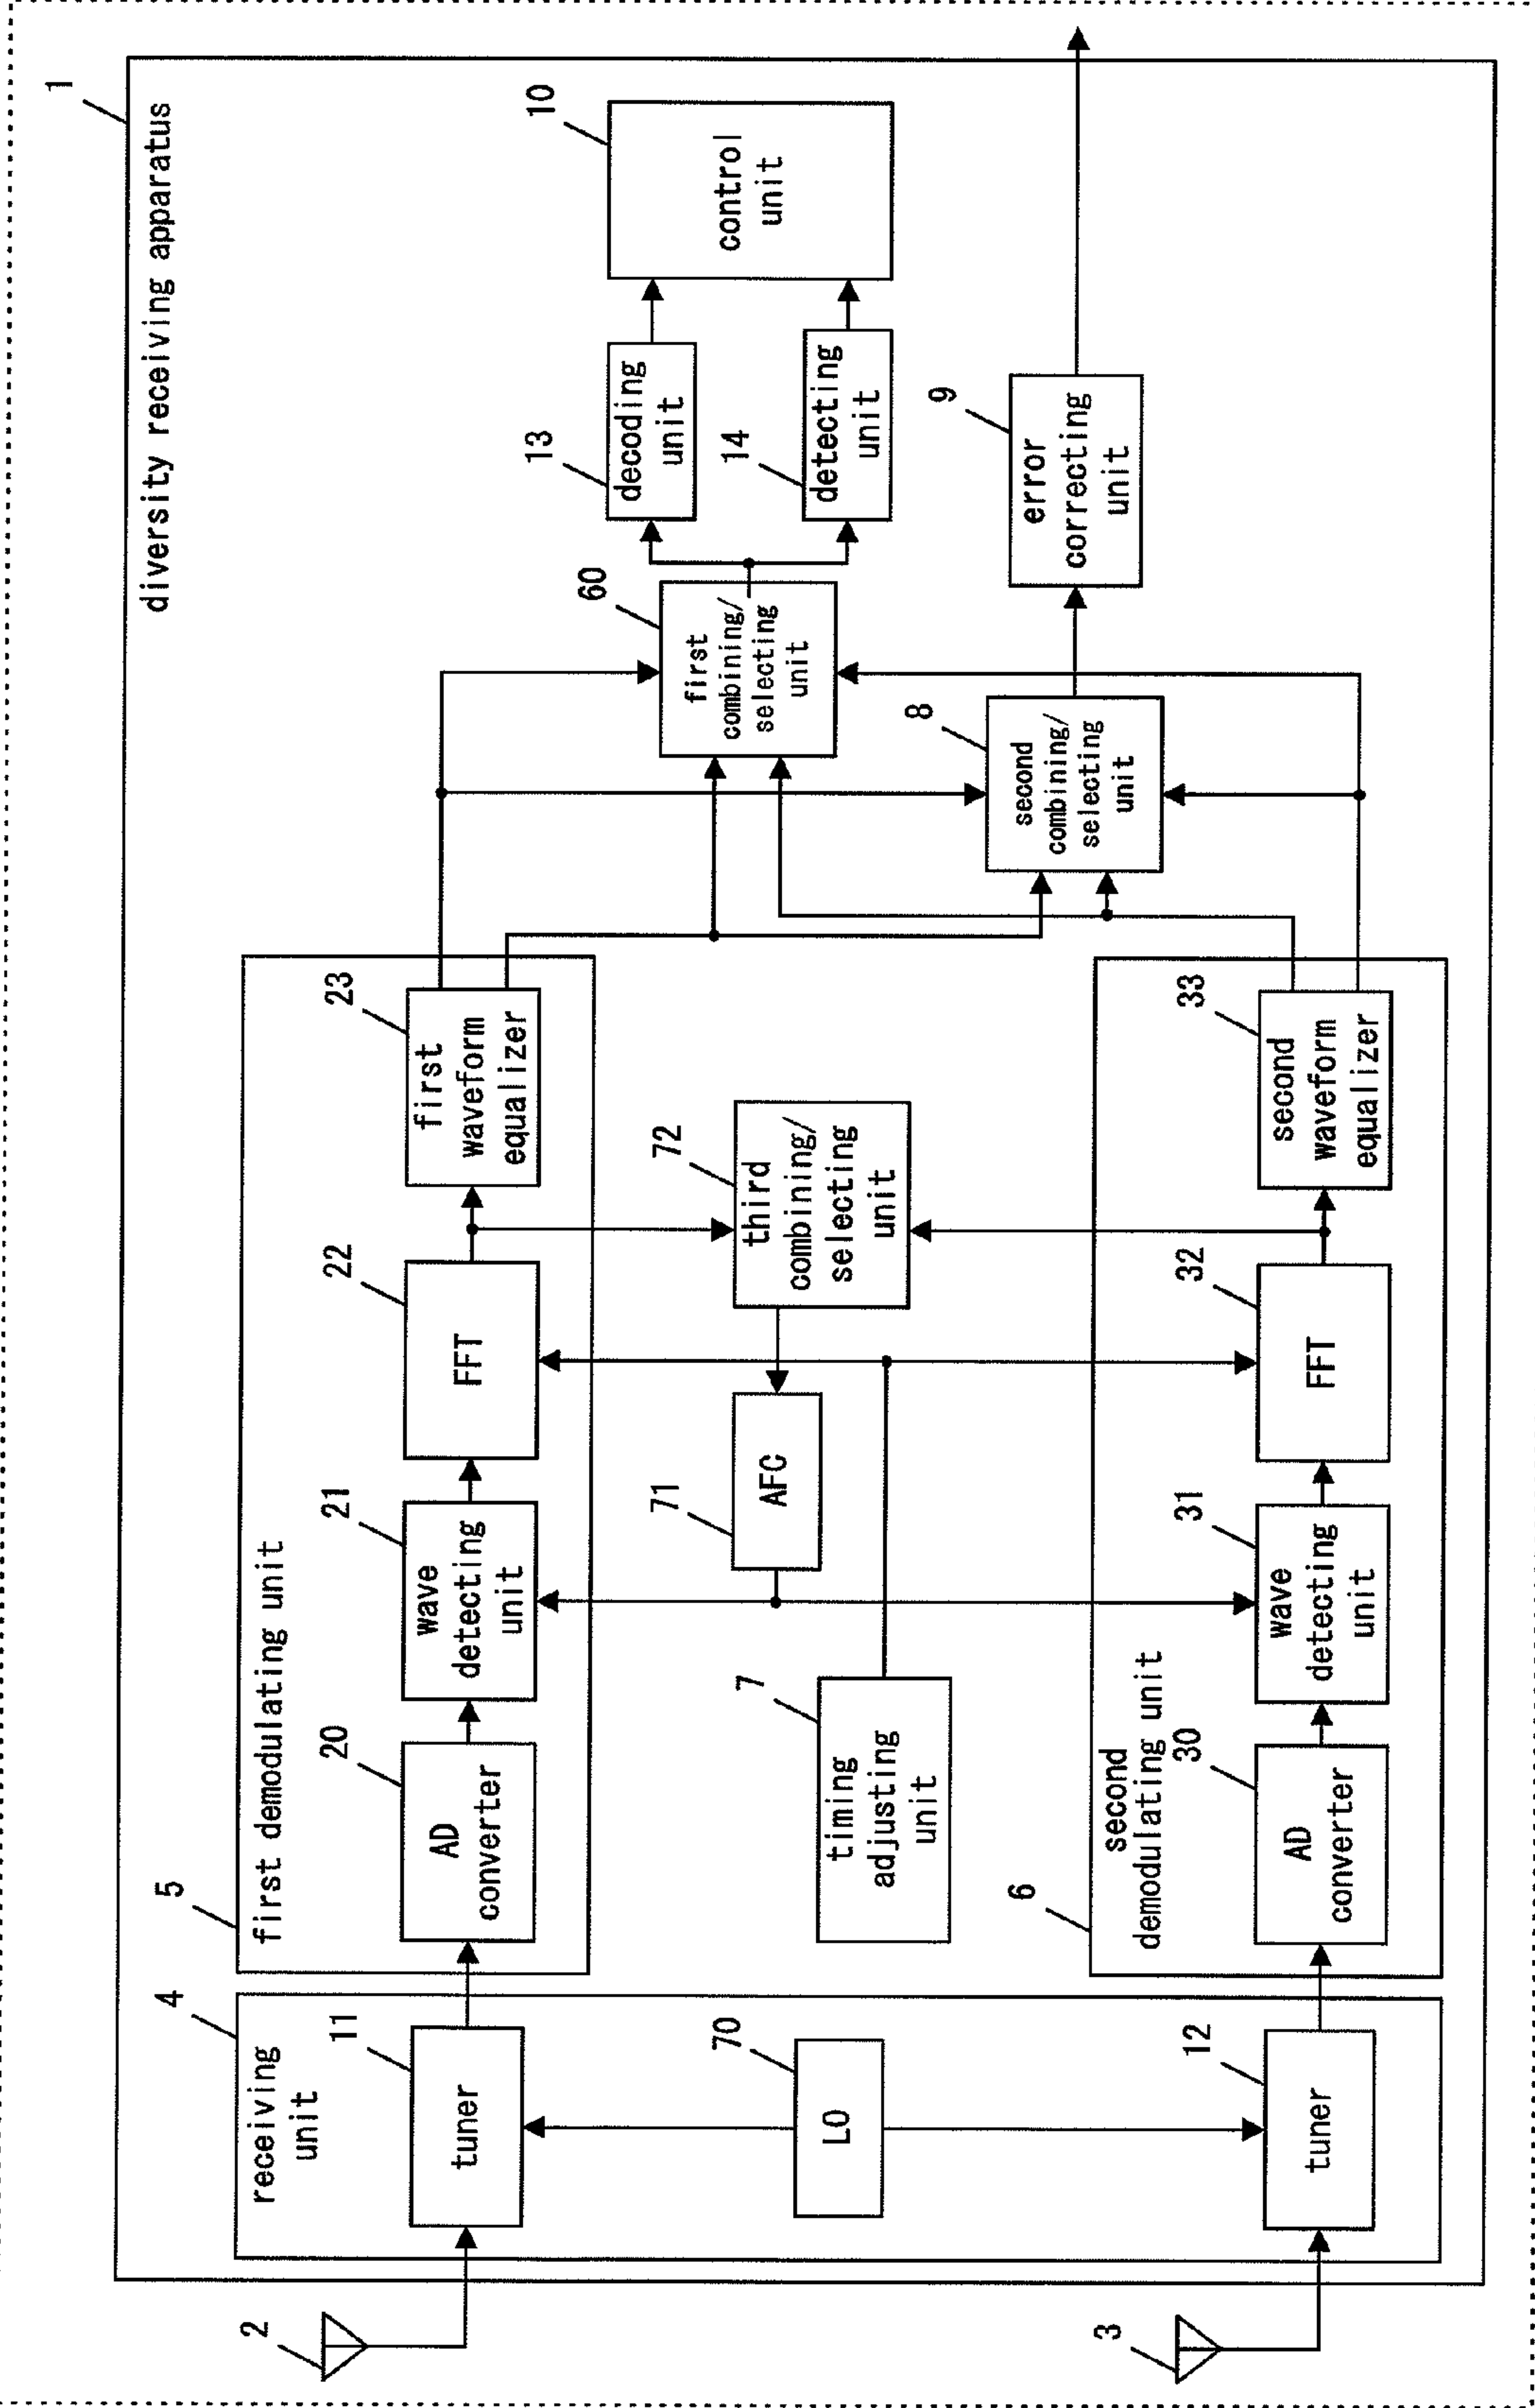 1
diversity receiving apparatus
2
3
4
receiving
unit
11
tuner
70
LO
12
tuner
5
first demodulating unit
20
AD
converter
21
wave
detecting
unit
22
FFT
23
first
waveform
equalizer
7
timing
adjusting
unit
71
AFC
72
third
combining/
selecting
unit
6
second
demodulating unit
30
AD
converter
31
wave
detecting
unit
32
FFT
33
second
waveform
equalizer
60
first
combining/
selecting
unit
8
second
combining/
selecting
unit
13
decoding
unit
14
detecting
unit
9
error
correcting
unit
10
control
unit